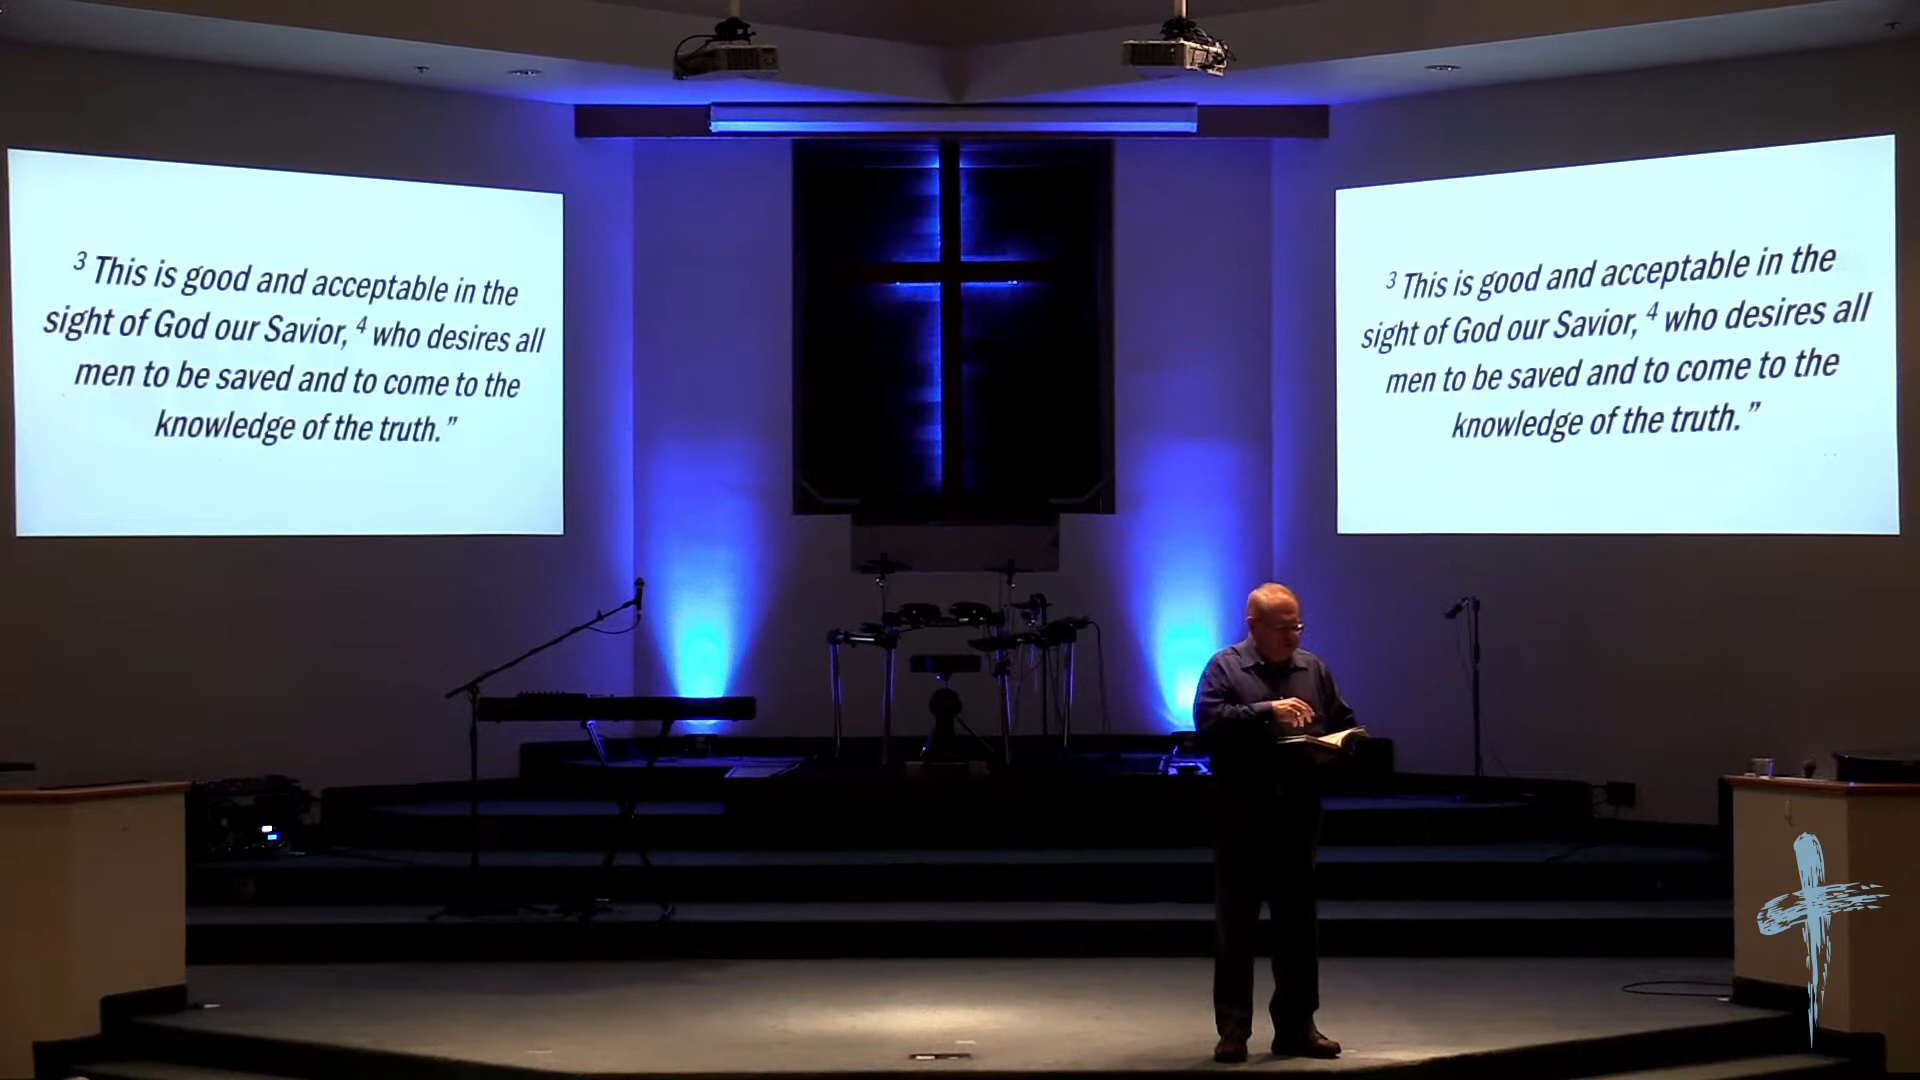 3 This is good and acceptable in the
sight of God our Savior, 4 who desires all
men to be saved and to come to the
knowledge of the truth.”
3 This is good and acceptable in the
sight of God our Savior, 4 who desires all
men to be saved and to come to the
knowledge of the truth.”